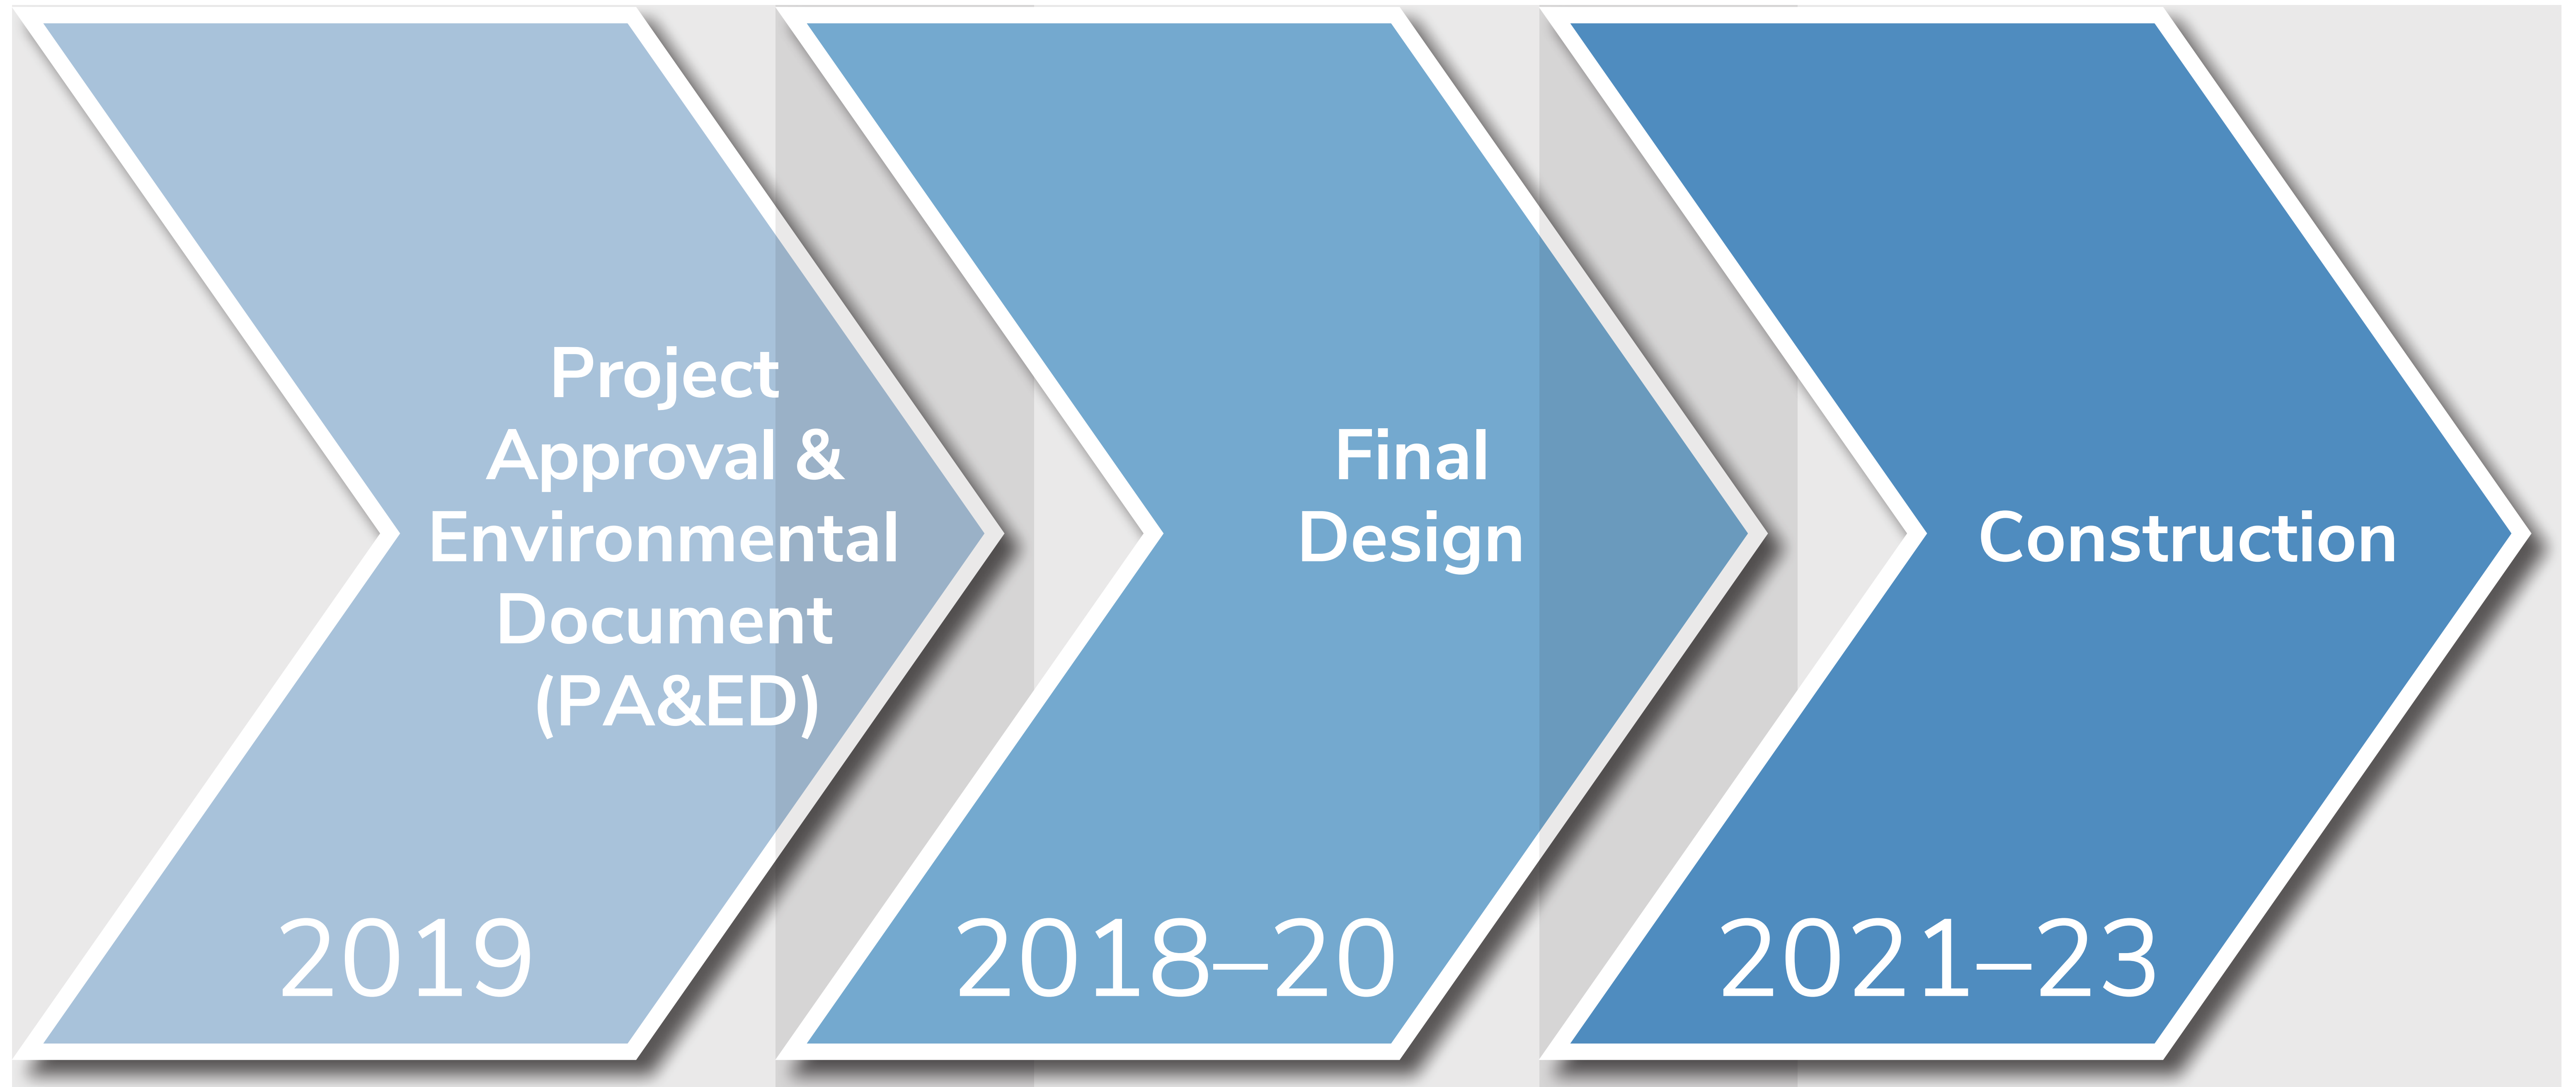 Project
Approval &
Environmental
Document
(PA&ED)
2019
Final
Design
2018–20
Construction
2021–23